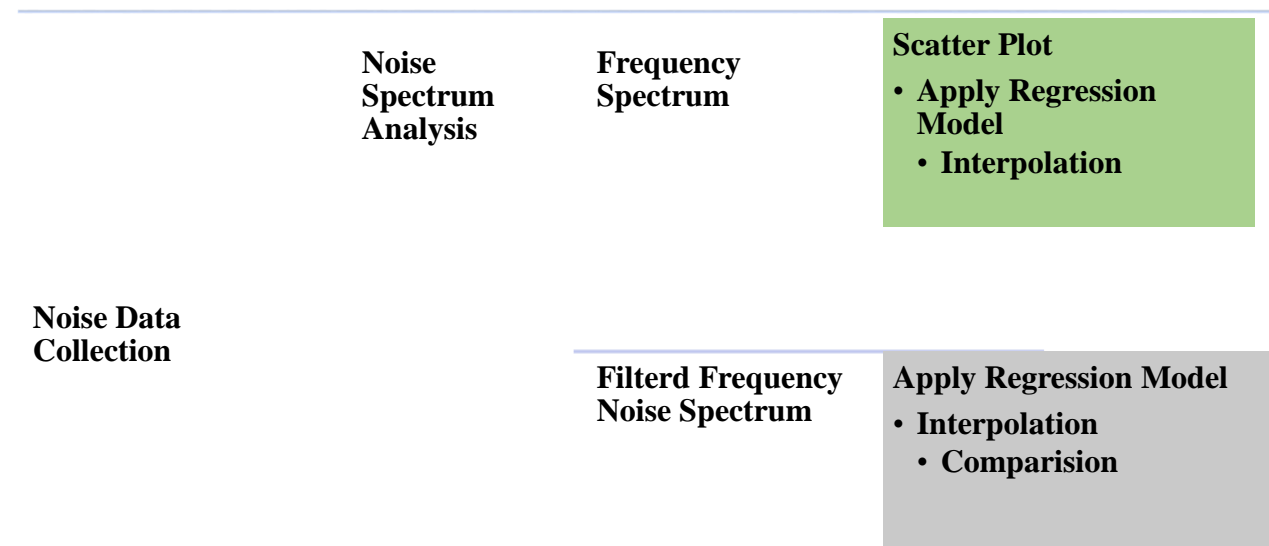 Noise Data
Collection
Noise
Spectrum
Analysis
Frequency
Spectrum
Scatter Plot
• Apply Regression
Model
• Interpolation
Filterd Frequency
Noise Spectrum
Apply Regression Model
• Interpolation
• Comparision